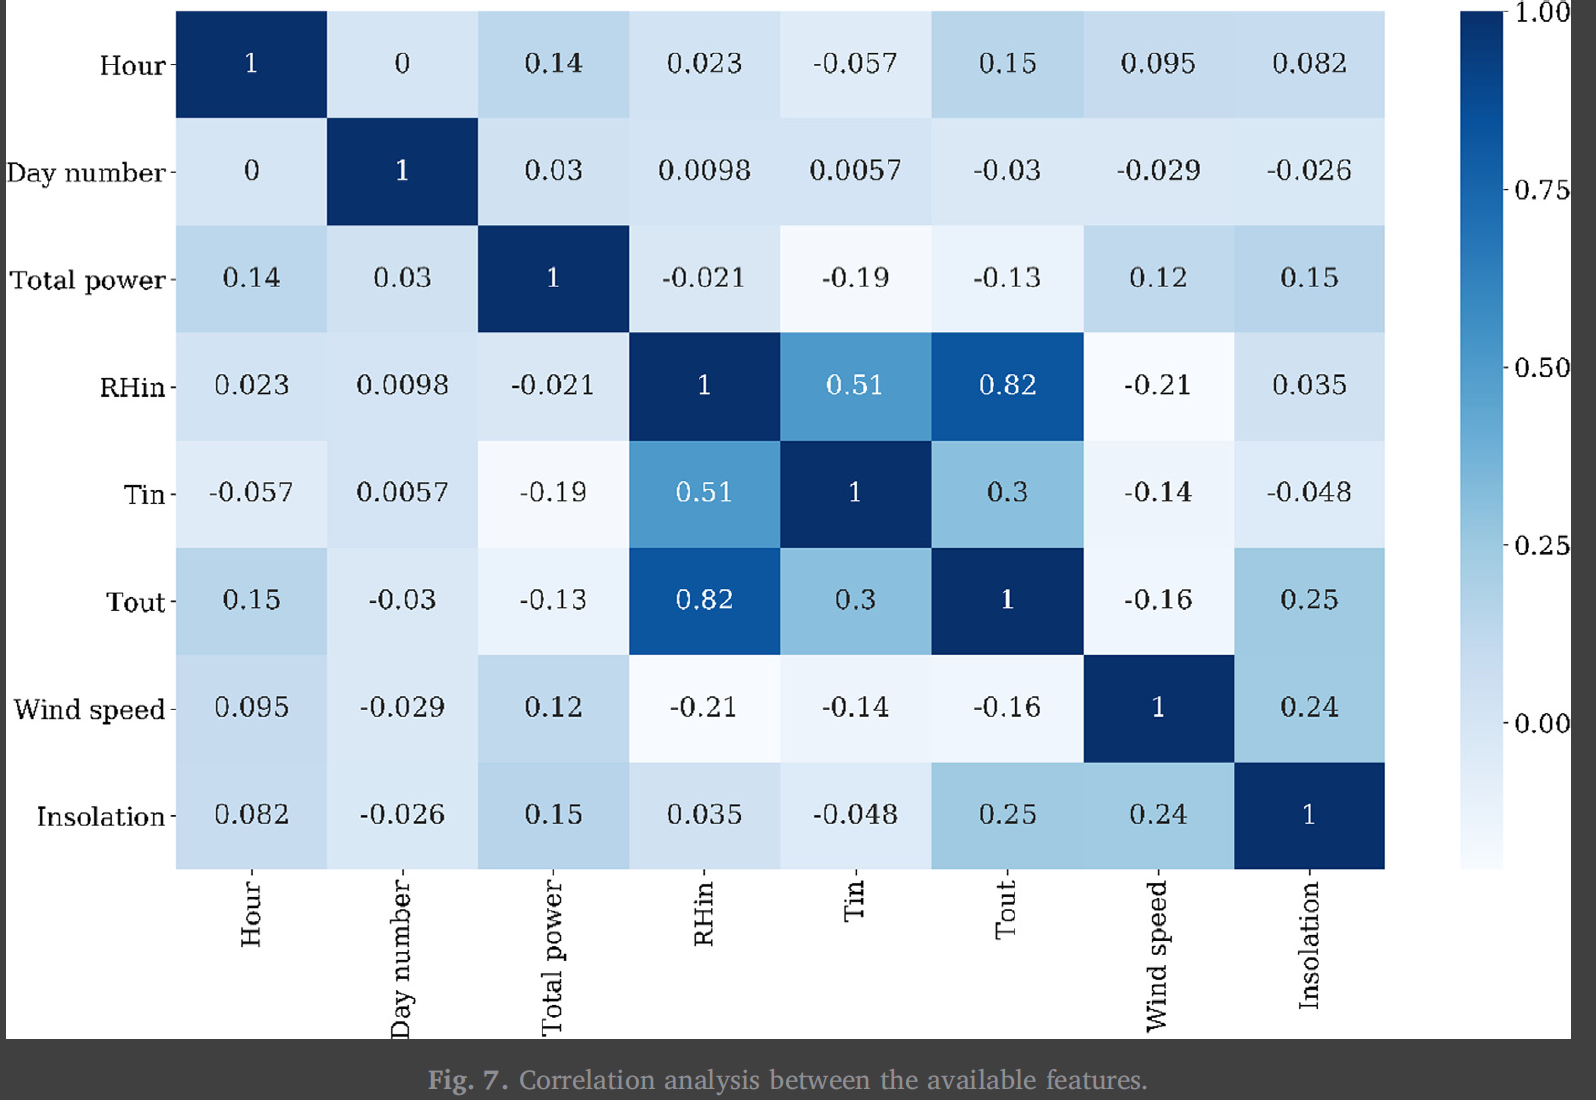 Hour 1 0 0.14 0.023 -0.057 0.15 0.095 0.082
Day number 0 1 0.03 0.0098 0.0057 -0.03 -0.029 -0.026
Total power 0.14 0.03 1 -0.021 -0.19 -0.13 0.12 0.15
RHin 0.023 0.0098 -0.021 1 0.51 0.82 -0.21 0.035
Tin -0.057 0.0057 -0.19 0.51 1 0.3 -0.14 -0.048
Tout 0.15 -0.03 -0.13 0.82 0.3 1 -0.16 0.25
Wind speed 0.095 -0.029 0.12 -0.21 -0.14 -0.16 1 0.24
Insolation 0.082 -0.026 0.15 0.035 -0.048 0.25 0.24 1
Hour Day number Total power RHin Tin Tout Wind speed Insolation
1.00
0.75
0.50
0.25
0.00
Fig. 7. Correlation analysis between the available features.